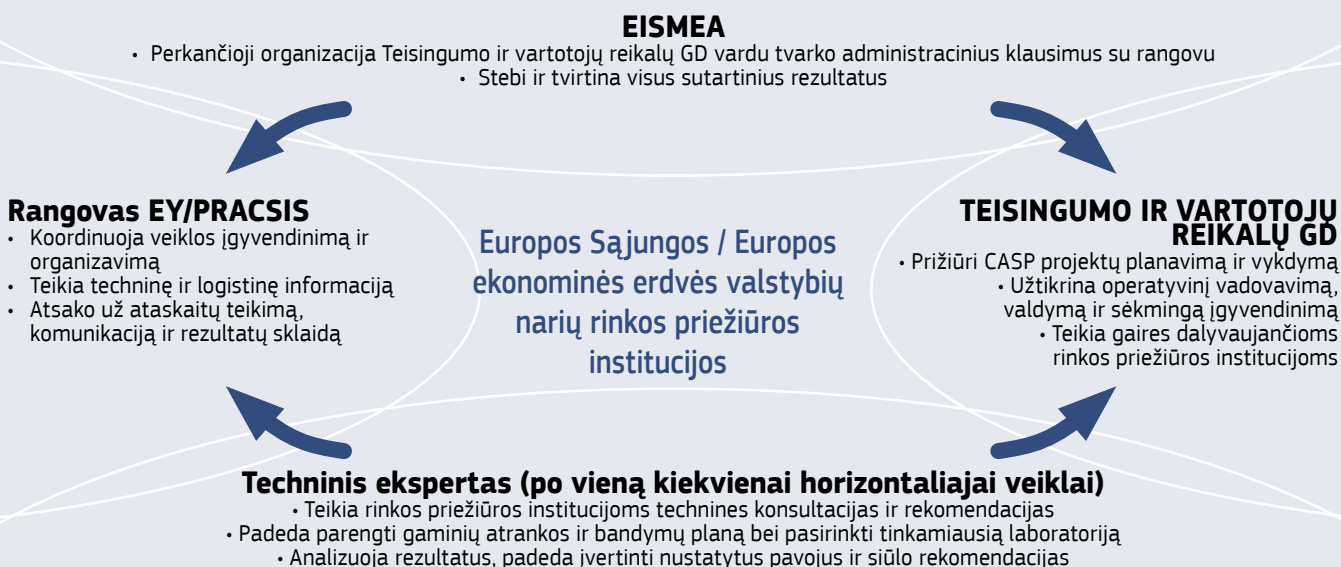 EISMEA
• Perkančioji organizacija Teisingumo ir vartotojų reikalų GD vardu tvarko administracinius klausimus su rangovu
• Stebi ir tvirtina visus sutartinius rezultatus
Rangovas EY/PRACSIS
• Koordinuoja veiklos įgyvendinimą ir
organizavimą
• Teikia techninę ir logistinę informaciją
• Atsako už ataskaitų teikimą,
komunikaciją ir rezultatų sklaidą
Europos Sąjungos / Europos
ekonominės erdvės valstybių
narių rinkos priežiūros
institucijos
TEISINGUMO IR VARTOTOJŲ
REIKALŲ GD
• Prižiūri CASP projektų planavimą ir vykdymą
• Užtikrina operatyvinį vadovavimą,
valdymą ir sėkmingą įgyvendinimą
• Teikia gaires dalyvaujančioms
rinkos priežiūros institucijoms
Techninis ekspertas (po vieną kiekvienai horizontaliajai veiklai)
• Teikia rinkos priežiūros institucijoms technines konsultacijas ir rekomendacijas
• Padeda parengti gaminių atrankos ir bandymų planą bei pasirinkti tinkamiausią laboratoriją
• Analizuoja rezultatus, padeda įvertinti nustatytus pavojus ir siūlo rekomendacijas